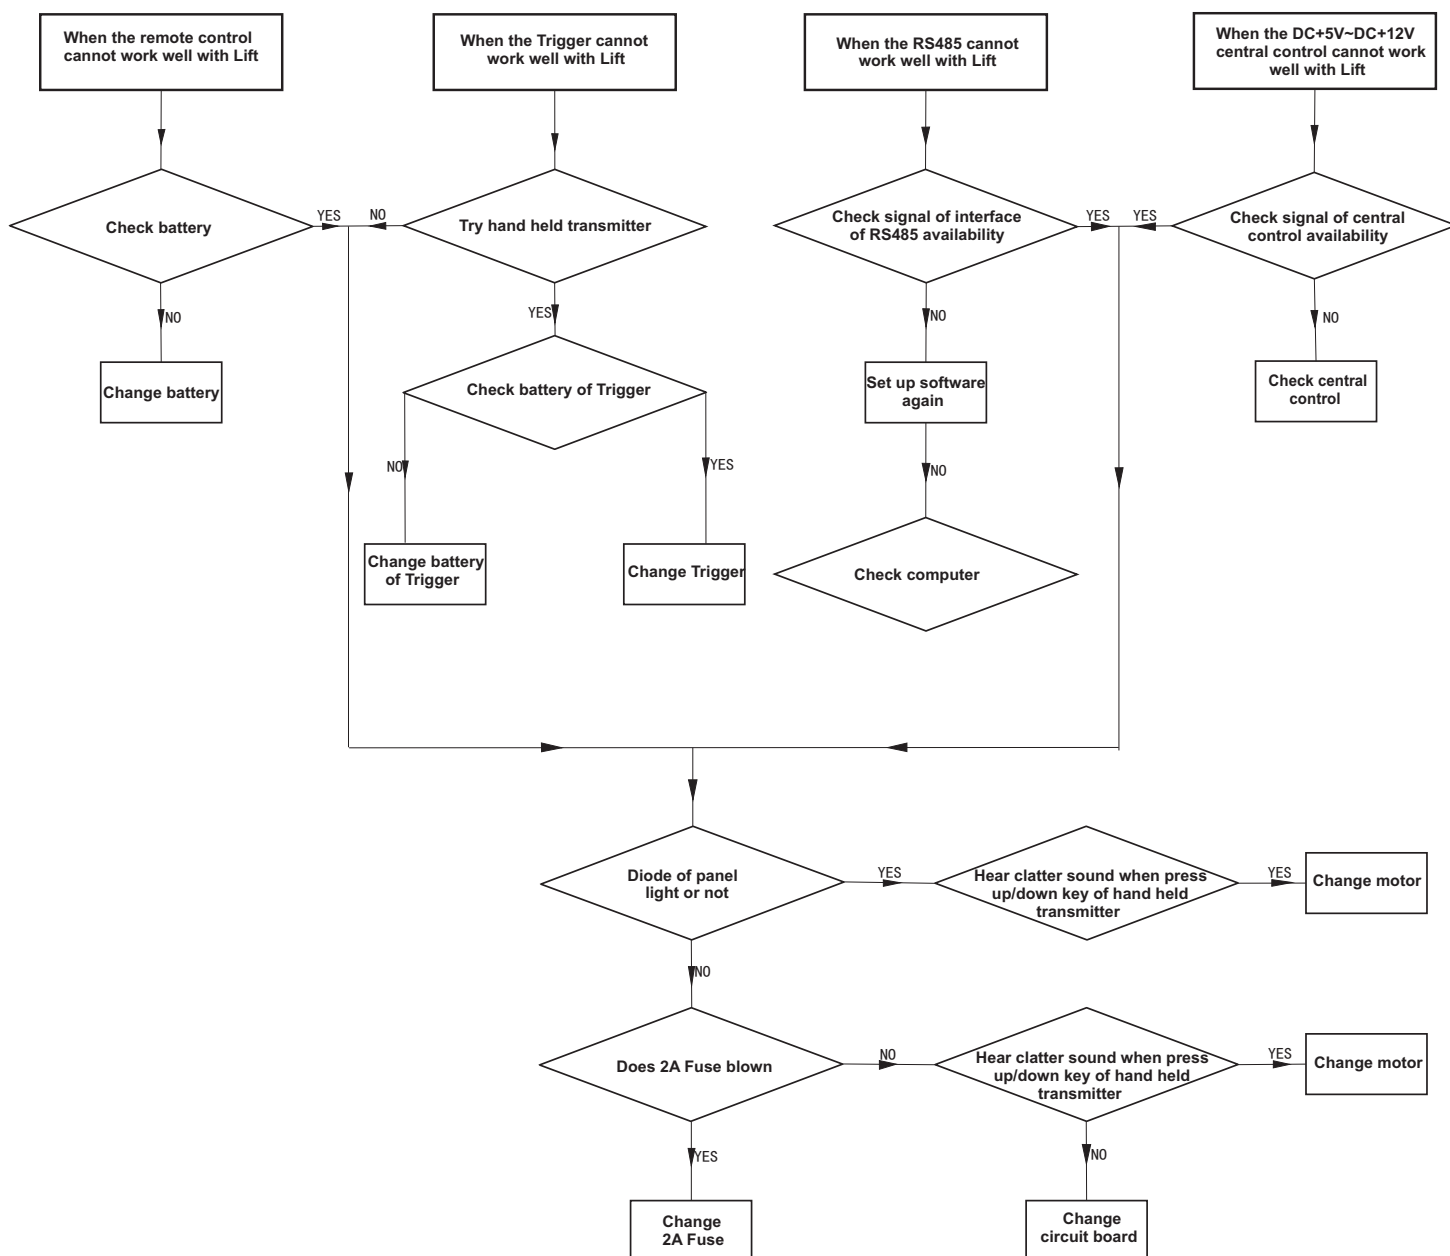 When the remote control
cannot work well with Lift
When the Trigger cannot
work well with Lift
When the RS485 cannot
work well with Lift
When the DC+5V~DC+12V
central control cannot work
well with Lift
Check battery
YES
NO
Try hand held transmitter
Check signal of interface
of RS485 availability
YES
YES
Check signal of central
control availability
NO
YES
NO
NO
Change battery
Check battery of Trigger
Set up software
again
Check central
control
NO
YES
NO
Change battery
of Trigger
Change Trigger
Check computer
Diode of panel
light or not
YES
Hear clatter sound when press
up/down key of hand held
transmitter
YES
Change motor
NO
Does 2A Fuse blown
NO
Hear clatter sound when press
up/down key of hand held
transmitter
YES
Change motor
YES
NO
Change
2A Fuse
Change
circuit board